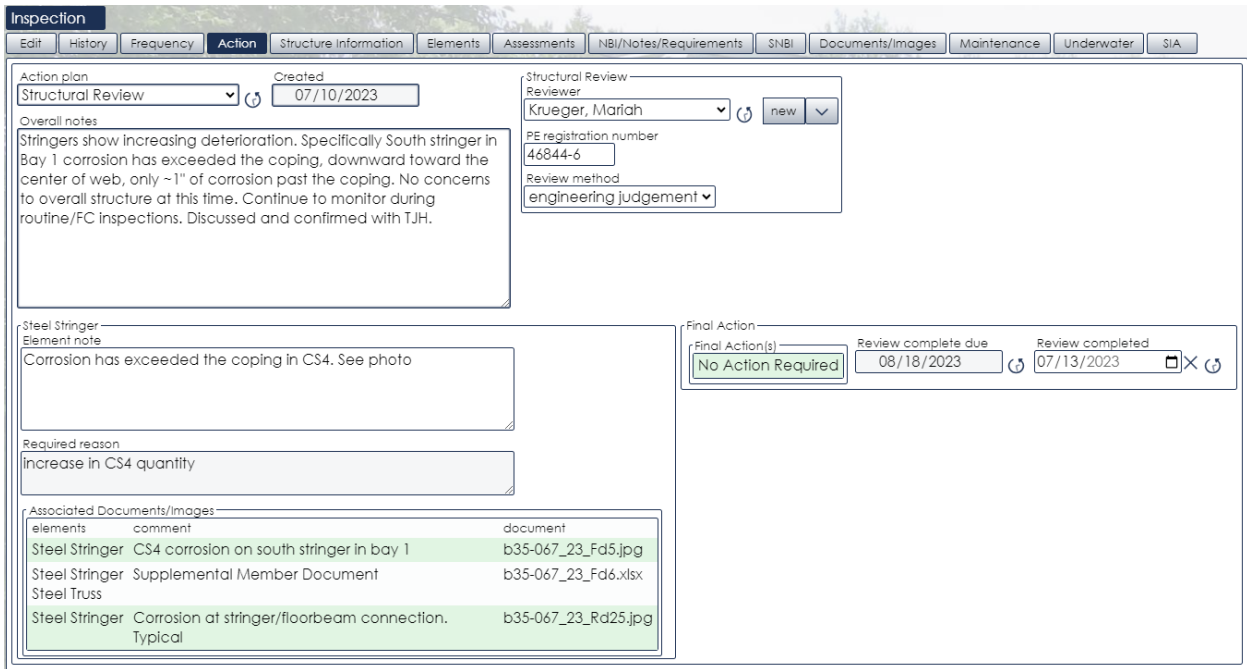 Inspection
Edit History Frequency Action Structure Information Elements Assessments NBI/Notes/Requirements SNBI Documents/Images Maintenance Underwater SIA
Action plan
Structural Review
Created
07/10/2023
Overall notes
Stringers show increasing deterioration. Specifically South stringer in
Bay 1 corrosion has exceeded the coping, downward toward the
center of web, only ~1" of corrosion past the coping. No concerns
to overall structure at this time. Continue to monitor during
routine/FC inspections. Discussed and confirmed with TJH.
Structural Review
Reviewer
Krueger, Mariah
new
PE registration number
46844-6
Review method
engineering judgement
Steel Stringer
Element note
Corrosion has exceeded the coping in CS4. See photo
Required reason
increase in CS4 quantity
Associated Documents/Images
elements comment document
Steel Stringer CS4 corrosion on south stringer in bay 1 b35-067_23_Fd5.jpg
Steel Stringer Supplemental Member Document b35-067_23_Fd6.xlsx
Steel Truss
Steel Stringer Corrosion at stringer/floorbeam connection. b35-067_23_Rd25.jpg
Typical
Final Action
Final Action(s)
No Action Required
Review complete due
08/18/2023
Review completed
07/13/2023